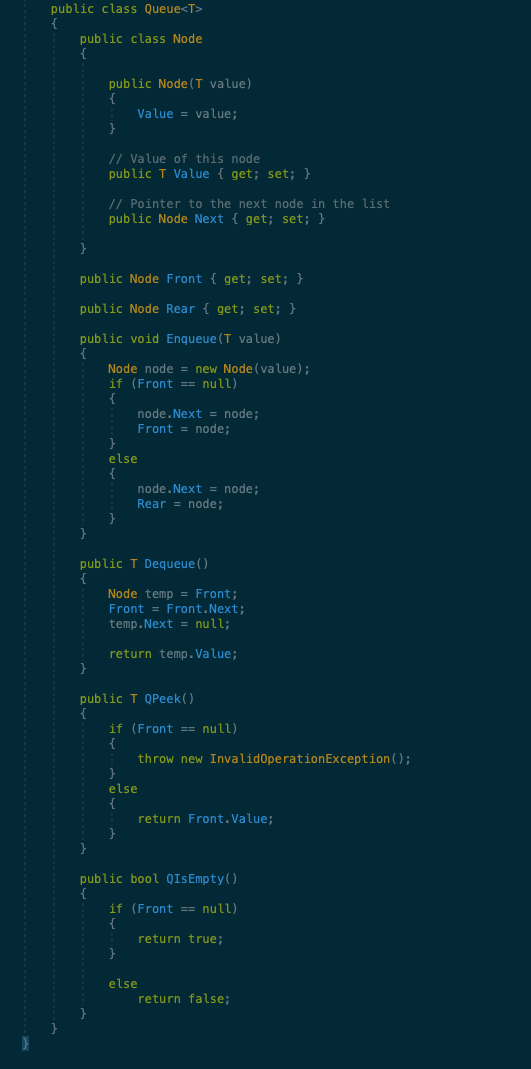 public class Queue<T>
{
public class Node
{
public Node(T value)
{
Value = value;
}
// Value of this node
public T Value { get; set; }
// Pointer to the next node in the list
public Node Next { get; set; }
}
public Node Front { get; set; }
public Node Rear { get; set; }
public void Enqueue(T value)
{
Node node = new Node(value);
if (Front == null)
{
node.Next = node;
Front = node;
}
else
{
node.Next = node;
Rear = node;
}
}
public T Dequeue()
{
Node temp = Front;
Front = Front.Next;
temp.Next = null;
return temp.Value;
}
public T QPeek()
{
if (Front == null)
{
throw new InvalidOperationException();
}
else
{
return Front.Value;
}
}
public bool QIsEmpty()
{
if (Front == null)
{
return true;
}
else
return false;
}
}
}